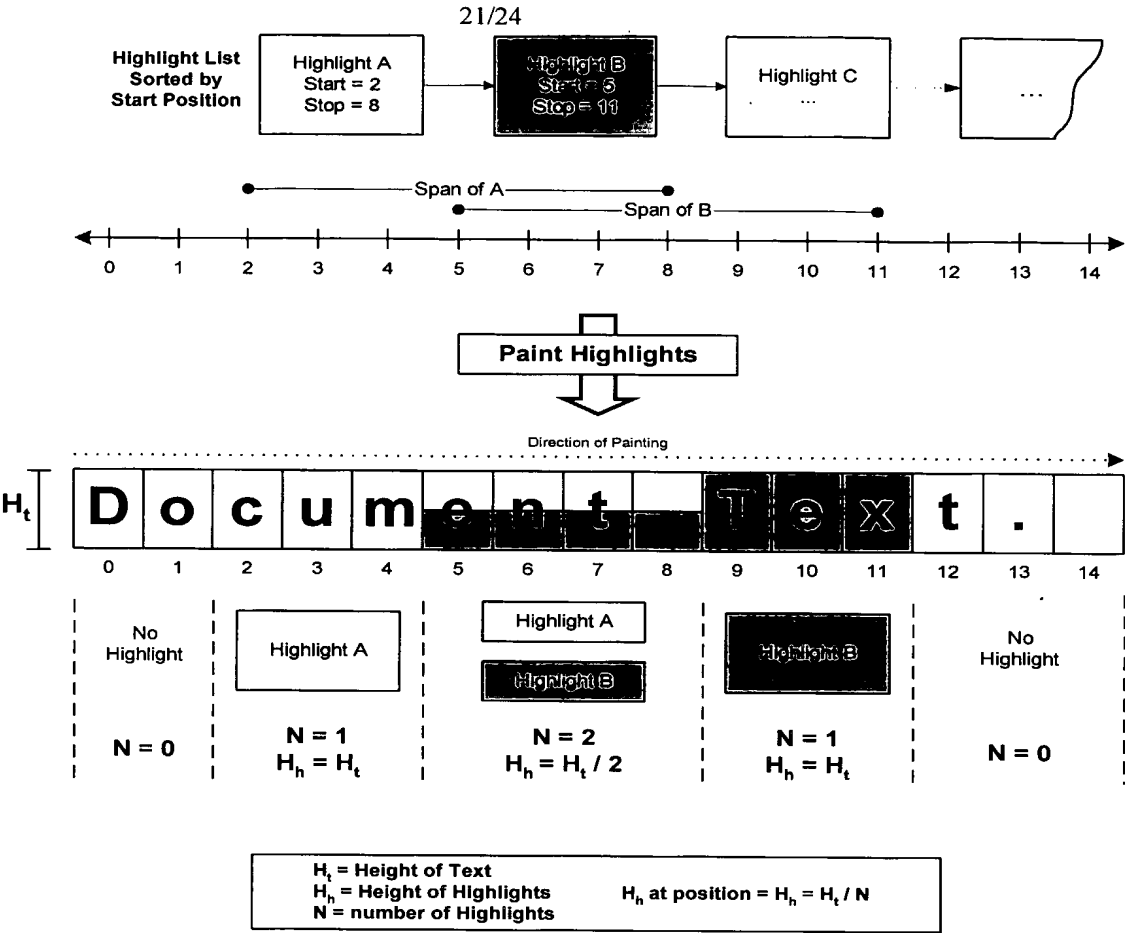 21/24
Highlight List
Sorted by
Start Position
Highlight A
Start = 2
Stop = 8
Highlight B
Start = 5
Stop = 11
Highlight C
...
...
Span of A
Span of B
0 1 2 3 4 5 6 7 8 9 10 11 12 13 14
Paint Highlights
Direction of Painting
Ht
D o c u m e n t T e x t .
0 1 2 3 4 5 6 7 8 9 10 11 12 13 14
No
Highlight
N = 0
Highlight A
N = 1
Hh = Ht
Highlight A
Highlight B
N = 2
Hh = Ht / 2
Highlight B
N = 1
Hh = Ht
No
Highlight
N = 0
Ht = Height of Text
Hh = Height of Highlights
N = number of Highlights
Hh at position = Hh = Ht / N